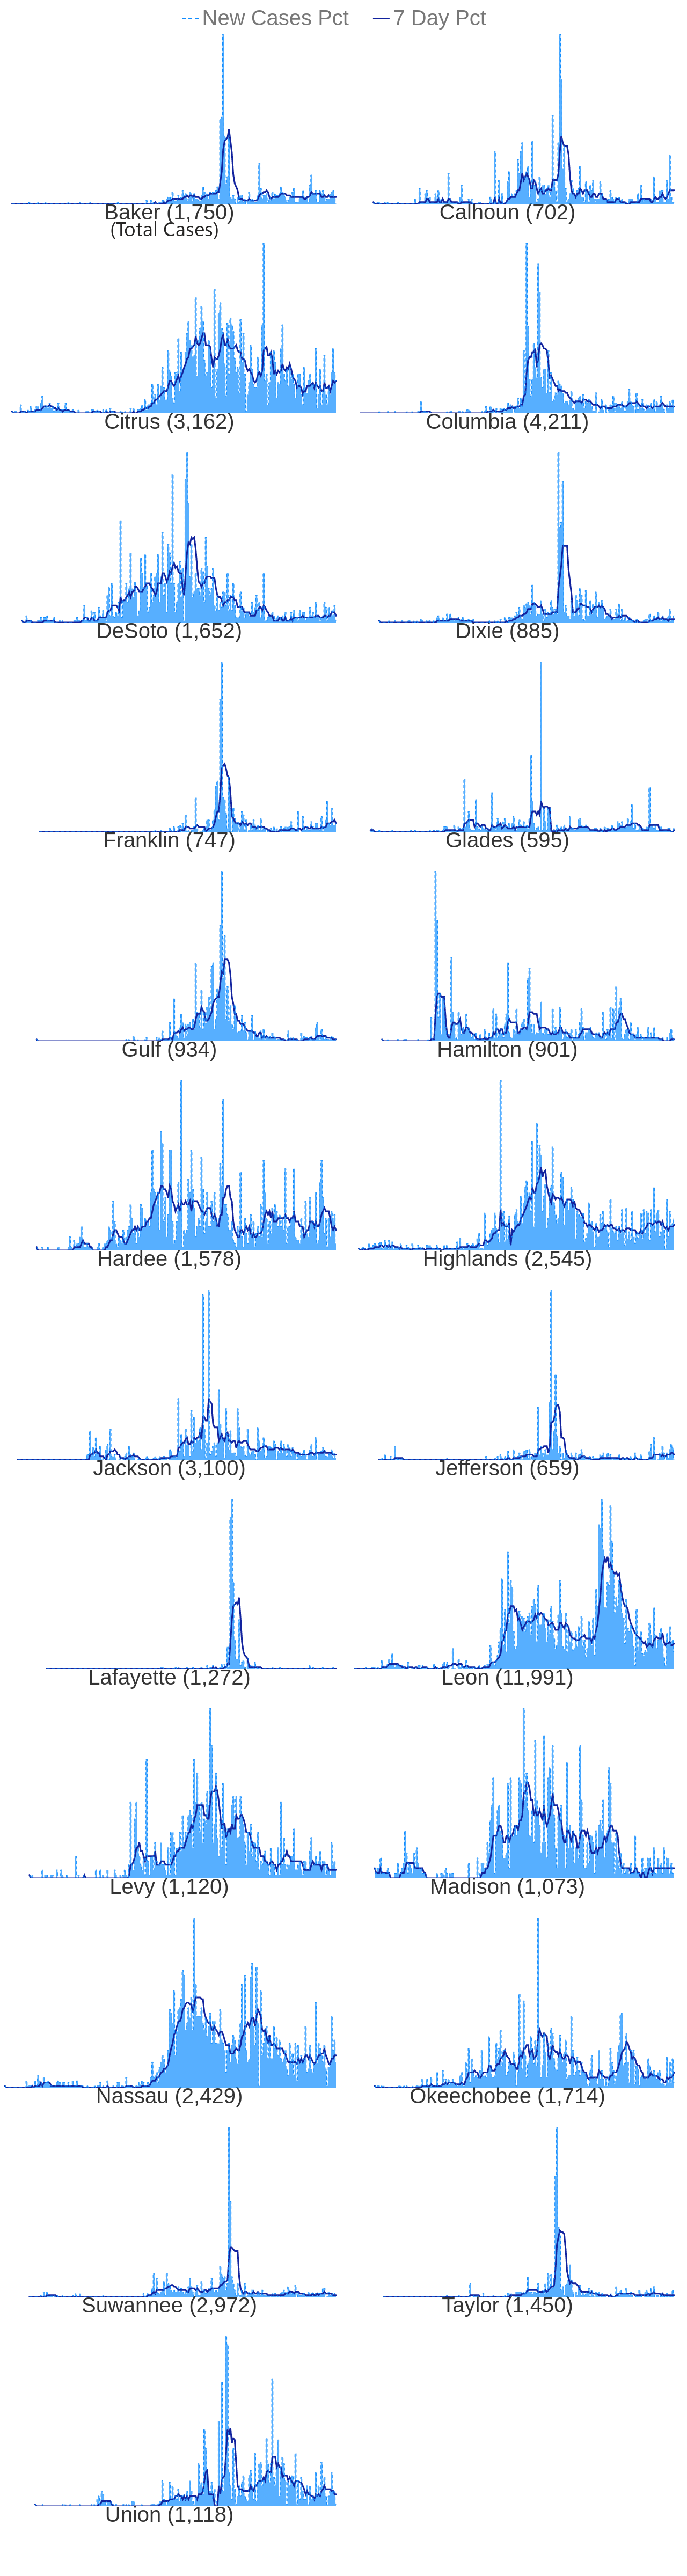 New Cases Pct 7 Day Pct
Baker (1,750) Calhoun (702)
(Total Cases)
Citrus (3,162) Columbia (4,211)
DeSoto (1,652) Dixie (885)
Franklin (747) Glades (595)
Gulf (934) Hamilton (901)
Hardee (1,578) Highlands (2,545)
Jackson (3,100) Jefferson (659)
Lafayette (1,272) Leon (11,991)
Levy (1,120) Madison (1,073)
Nassau (2,429) Okeechobee (1,714)
Suwannee (2,972) Taylor (1,450)
Union (1,118)